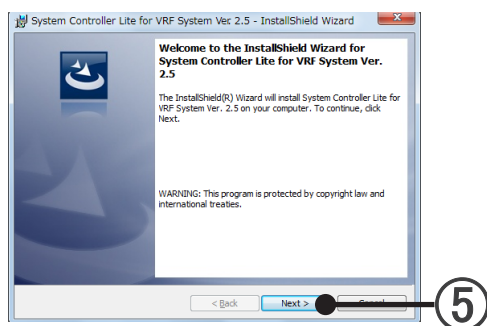 System Controller Lite for VRF System Ver. 2.5 - InstallShield Wizard
Welcome to the InstallShield Wizard for
System Controller Lite for VRF System Ver.
2.5
The InstallShield(R) Wizard will install System Controller Lite for
VRF System Ver. 2.5 on your computer. To continue, click
Next.
WARNING: This program is protected by copyright law and
international treaties.
< Back Next > Cancel
⑤